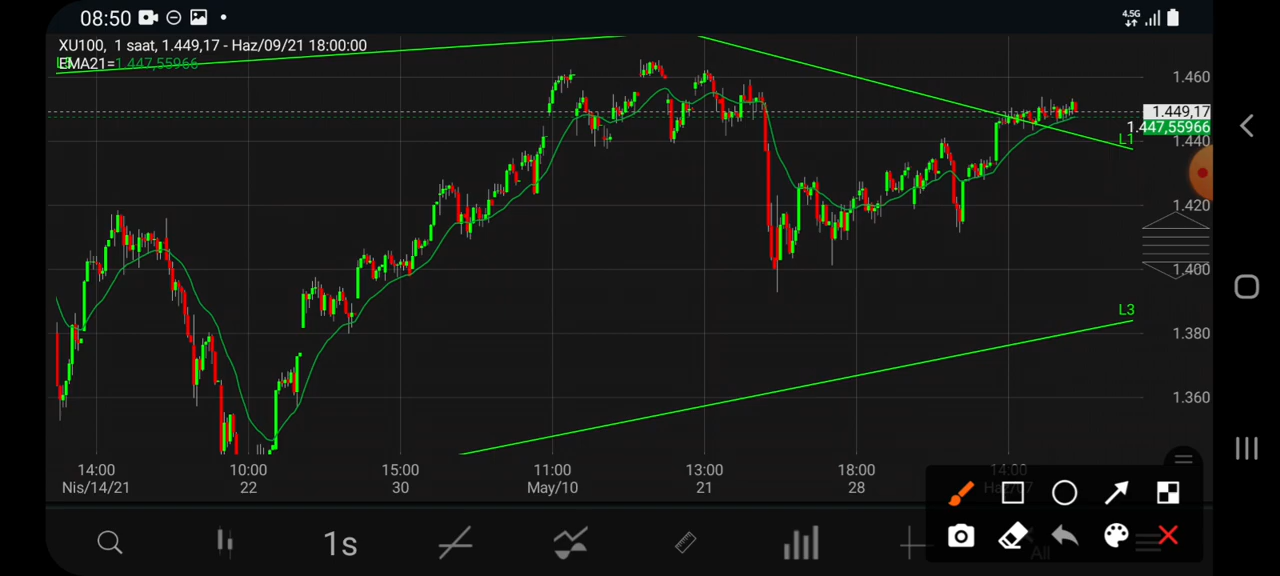 08:50
4.5G
XU100, 1 saat, 1.449,17 - Haz/09/21 18:00:00
EMA21=1.447,55966
1.460
1.449,17
1.447,55966
L1
1.440
1.420
1.400
L3
1.380
1.360
14:00 10:00 15:00 11:00 13:00 18:00 14:00
Nis/14/21 22 30 May/10 21 28
1s
All